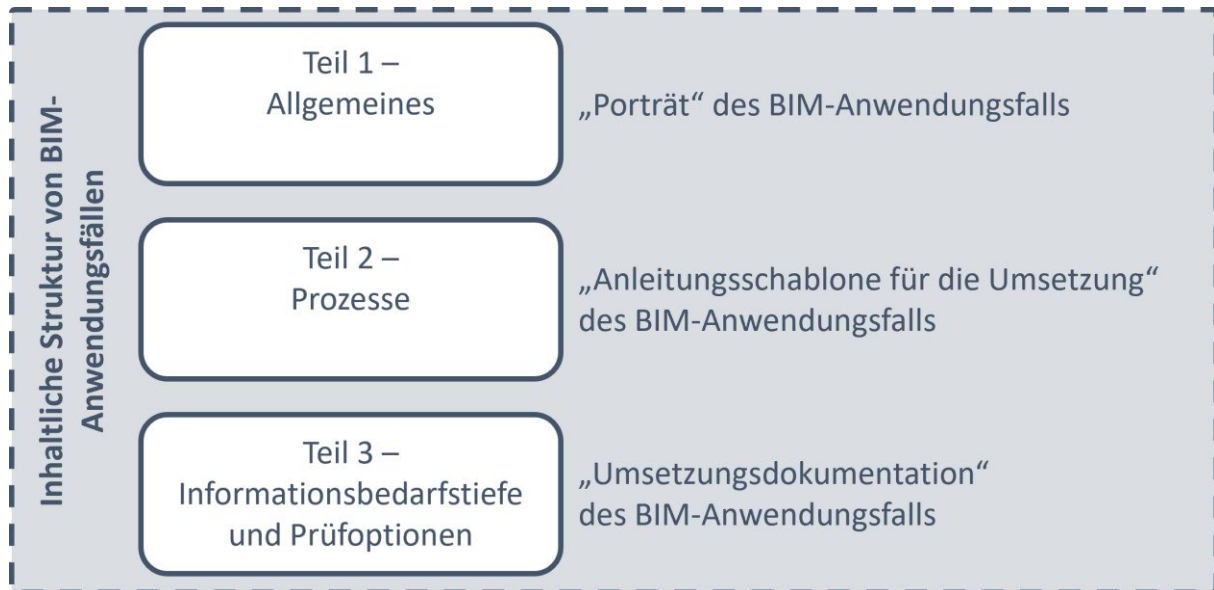 Inhaltliche Struktur von BIM-
Anwendungsfällen
Teil 1 –
Allgemeines
„Porträt“ des BIM-Anwendungsfalls
Teil 2 –
Prozesse
„Anleitungsschablone für die Umsetzung“
des BIM-Anwendungsfalls
Teil 3 –
Informationsbedarfstiefe
und Prüfoptionen
„Umsetzungsdokumentation“
des BIM-Anwendungsfalls